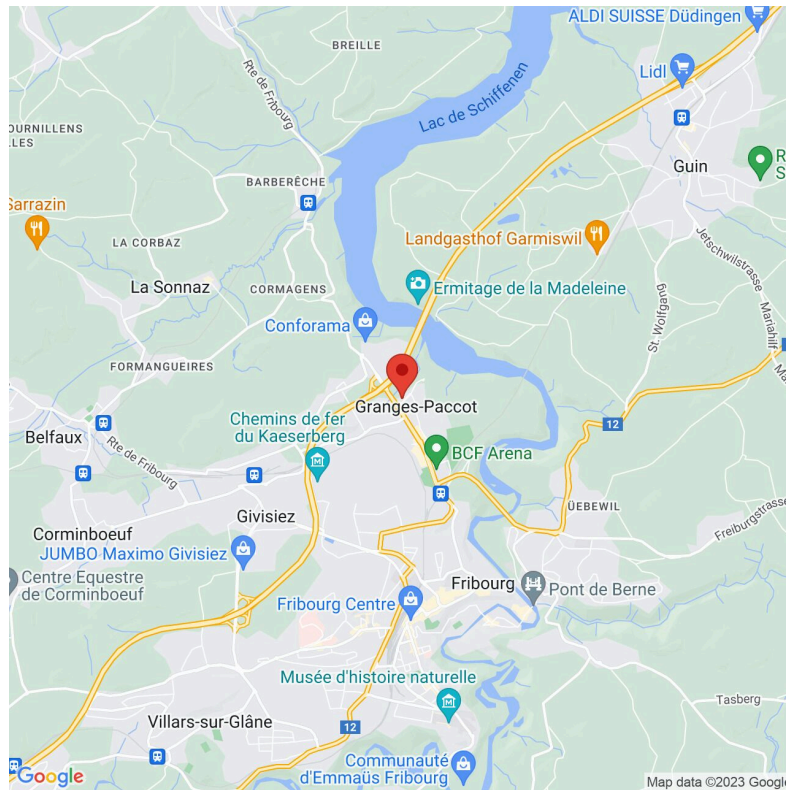 ALDI SUISSE Düdingen
BREILLE
Rte de Fribourg
Lidl
Lac de Schiffenen
OURNILLENS
LLES
Guin
R
S
BARBERÊCHE
Sarrazin
LA CORBAZ
Landgasthof Garmiswil
Jetschwilstrasse
La Sonnaz
CORMAGENS
Ermitage de la Madeleine
St. Wolfgang
Mariahilf
Conforama
FORMANGUEIRES
Ma
Granges-Paccot
Chemins de fer
du Kaeserberg
12
Belfaux
Rte de Fribourg
BCF Arena
ÜEBEWIL
Givisiez
Freiburgstrasse
Corminboeuf
JUMBO Maximo Givisiez
Centre Equestre
de Corminboeuf
Fribourg
Pont de Berne
Fribourg Centre
Musée d'histoire naturelle
Tasberg
Villars-sur-Glâne
12
Communauté
d'Emmaüs Fribourg
Google
Map data ©2023 Google